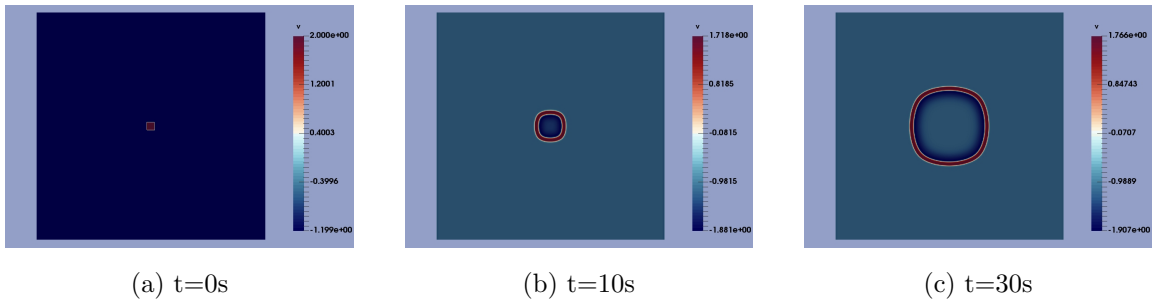 v
2.000e+00
1.2001
0.4003
-0.3996
-1.199e+00
v
1.718e+00
0.8185
-0.0815
-0.9815
-1.881e+00
v
1.766e+00
0.84743
-0.0707
-0.9889
-1.907e+00
(a) t=0s
(b) t=10s
(c) t=30s